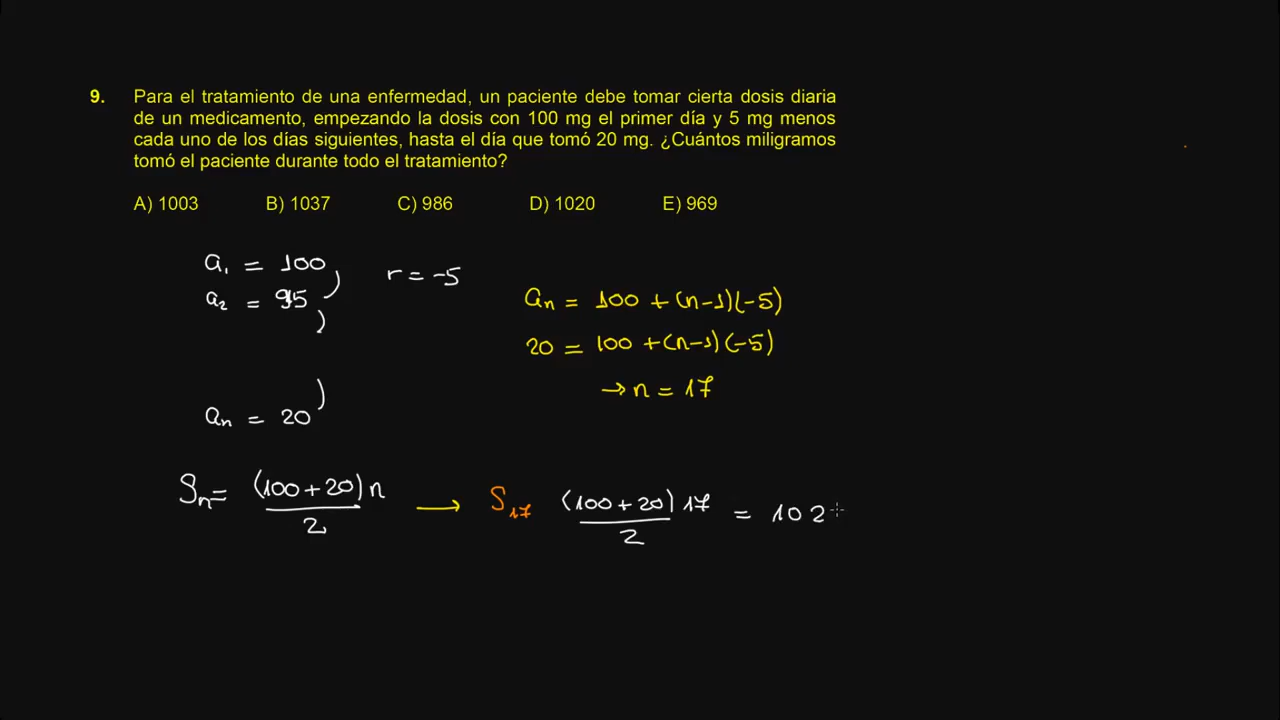 9. Para el tratamiento de una enfermedad, un paciente debe tomar cierta dosis diaria
de un medicamento, empezando la dosis con 100 mg el primer día y 5 mg menos
cada uno de los días siguientes, hasta el día que tomó 20 mg. ¿Cuántos miligramos
tomó el paciente durante todo el tratamiento?
A) 1003 B) 1037 C) 986 D) 1020 E) 969
a₁ = 100
r = -5
a₂ = 95
aₙ = 100 + (n-1)(-5)
20 = 100 + (n-1)(-5)
→ n = 17
aₙ = 20
Sₙ = (100+20)n / 2 → S₁₇ (100+20)17 / 2 = 102